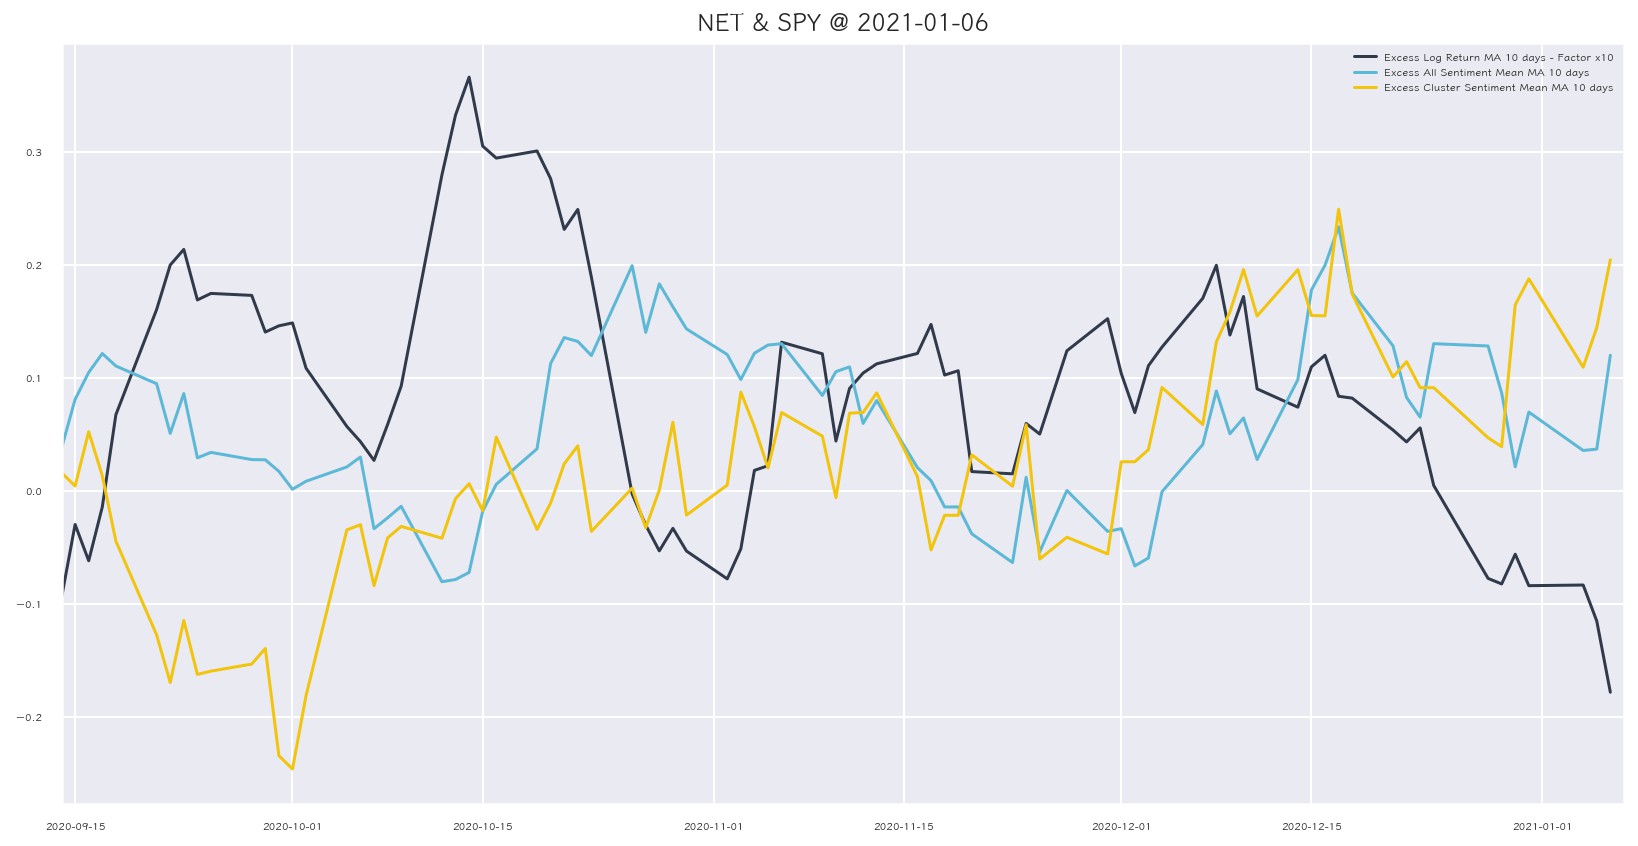 NET & SPY @ 2021-01-06
Excess Log Return MA 10 days - Factor x10
Excess All Sentiment Mean MA 10 days
Excess Cluster Sentiment Mean MA 10 days
0.3
0.2
0.1
0.0
−0.1
−0.2
2020-09-15 2020-10-01 2020-10-15 2020-11-01 2020-11-15 2020-12-01 2020-12-15 2021-01-01